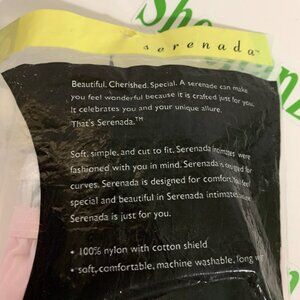 serenada™
Beautiful. Cherished. Special. A serenade can make
you feel wonderful because it is crafted just for you.
It celebrates you and your unique allure.
That's Serenada.™
Soft, simple, and cut to fit, Serenada intimates were
fashioned with you in mind. Serenada is designed for
curves. Serenada is designed for comfort. You feel
special and beautiful in Serenada intimates
Serenada is just for you.
• 100% nylon with cotton shield
• soft, comfortable, machine washable, long